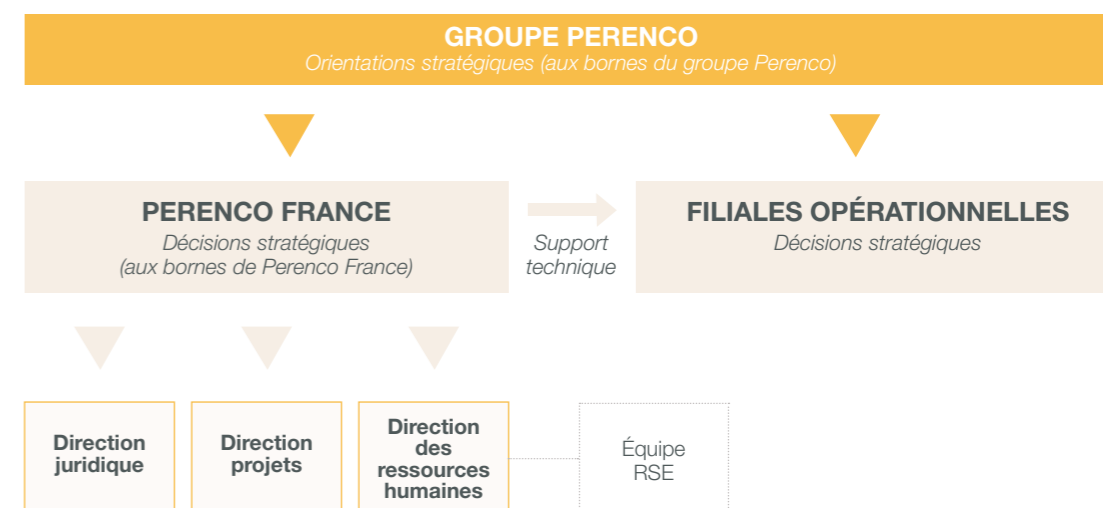 GROUPE PERENCO
Orientations stratégiques (aux bornes du groupe Perenco)
PERENCO FRANCE
Décisions stratégiques
(aux bornes de Perenco France)
Support
technique
FILIALES OPÉRATIONNELLES
Décisions stratégiques
Direction
juridique
Direction
projets
Direction
des
ressources
humaines
Équipe
RSE